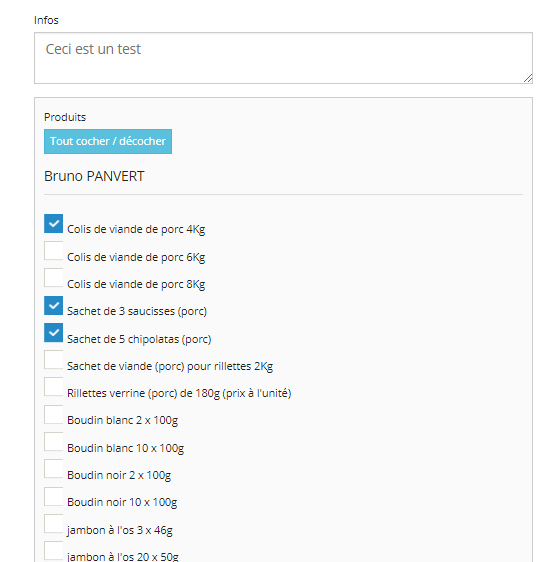 Infos
Ceci est un test
Produits
Tout cocher / décocher
Bruno PANVERT
Colis de viande de porc 4Kg
Colis de viande de porc 6Kg
Colis de viande de porc 8Kg
Sachet de 3 saucisses (porc)
Sachet de 5 chipolatas (porc)
Sachet de viande (porc) pour rillettes 2Kg
Rillettes verrine (porc) de 180g (prix à l'unité)
Boudin blanc 2 x 100g
Boudin blanc 10 x 100g
Boudin noir 2 x 100g
Boudin noir 10 x 100g
jambon à l'os 3 x 46g
jambon à l'os 20 x 50g